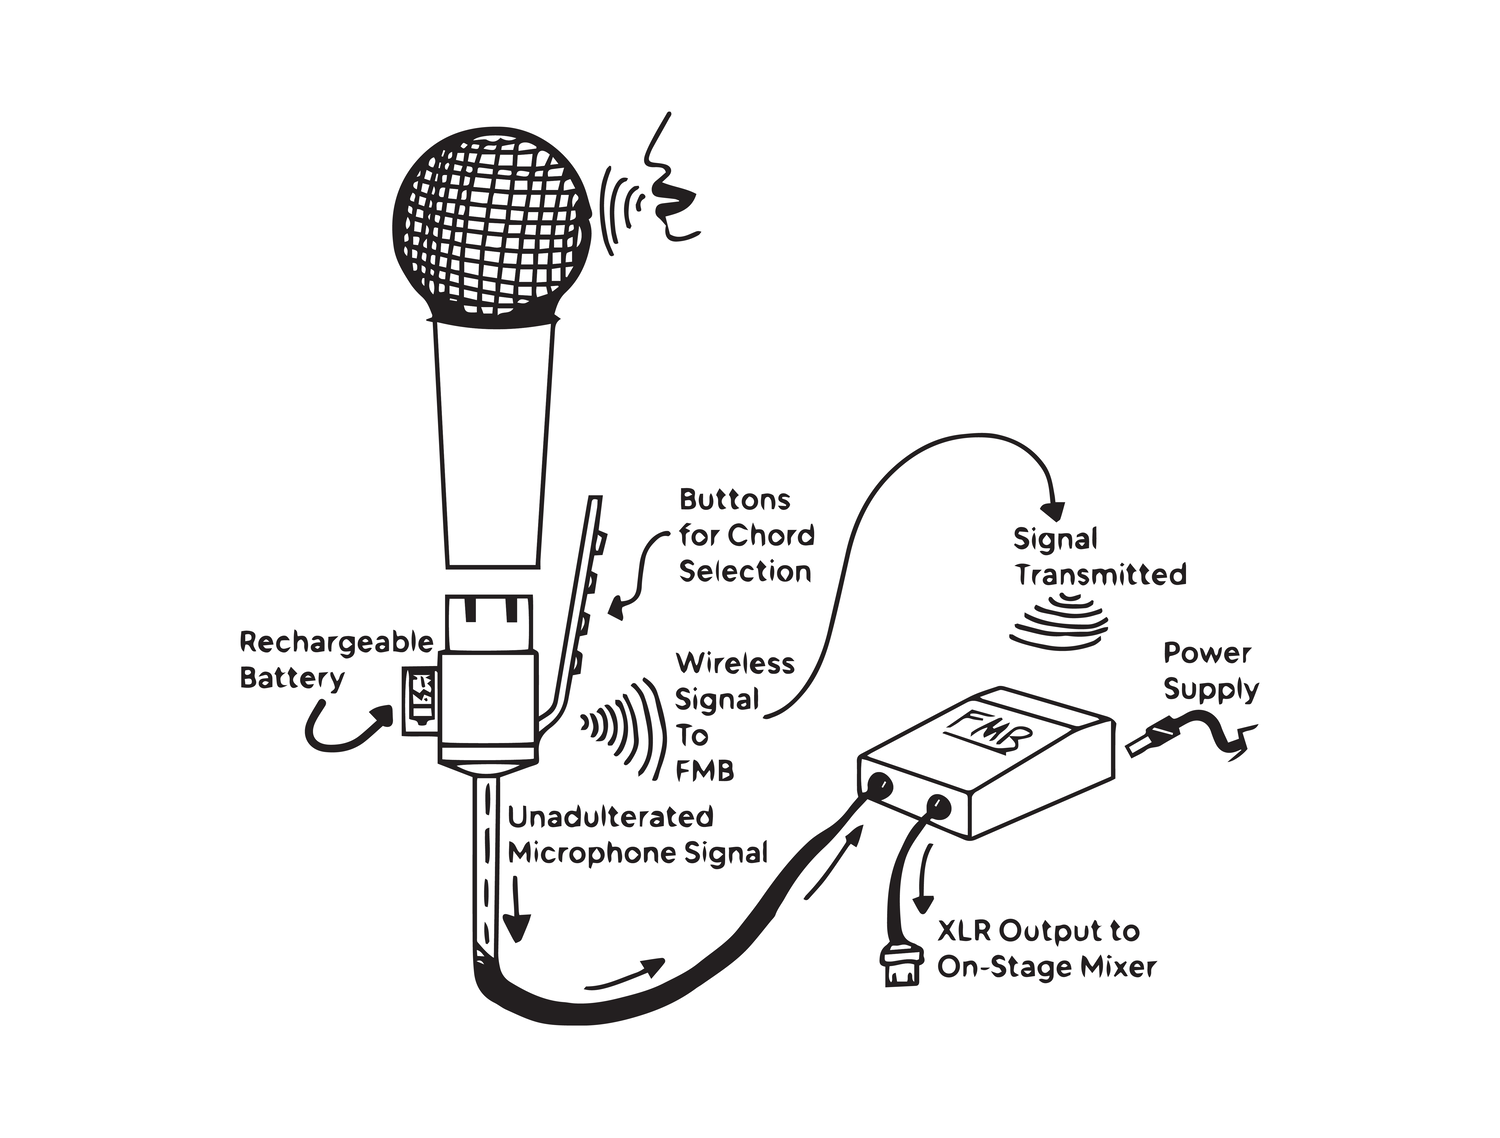 Buttons
for Chord
Selection
Signal
Transmitted
Rechargeable
Battery
Wireless
Signal
To
FMB
Power
Supply
FMB
Unadulterated
Microphone Signal
XLR Output to
On-Stage Mixer